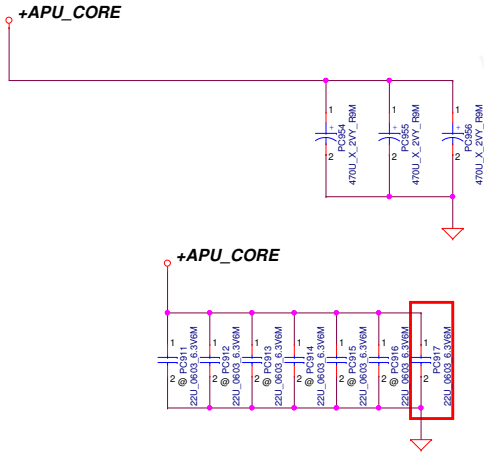 +APU_CORE
1
+
2
PC954
470U_X_2VY_R9M
1
+
2
PC955
470U_X_2VY_R9M
1
+
2
PC956
470U_X_2VY_R9M
+APU_CORE
1
2
@ PC911
22U_0603_6.3V6M
1
2
@ PC912
22U_0603_6.3V6M
1
2
@ PC913
22U_0603_6.3V6M
1
2
@ PC914
22U_0603_6.3V6M
1
2
@ PC915
22U_0603_6.3V6M
1
2
@ PC916
22U_0603_6.3V6M
1
2
PC917
22U_0603_6.3V6M